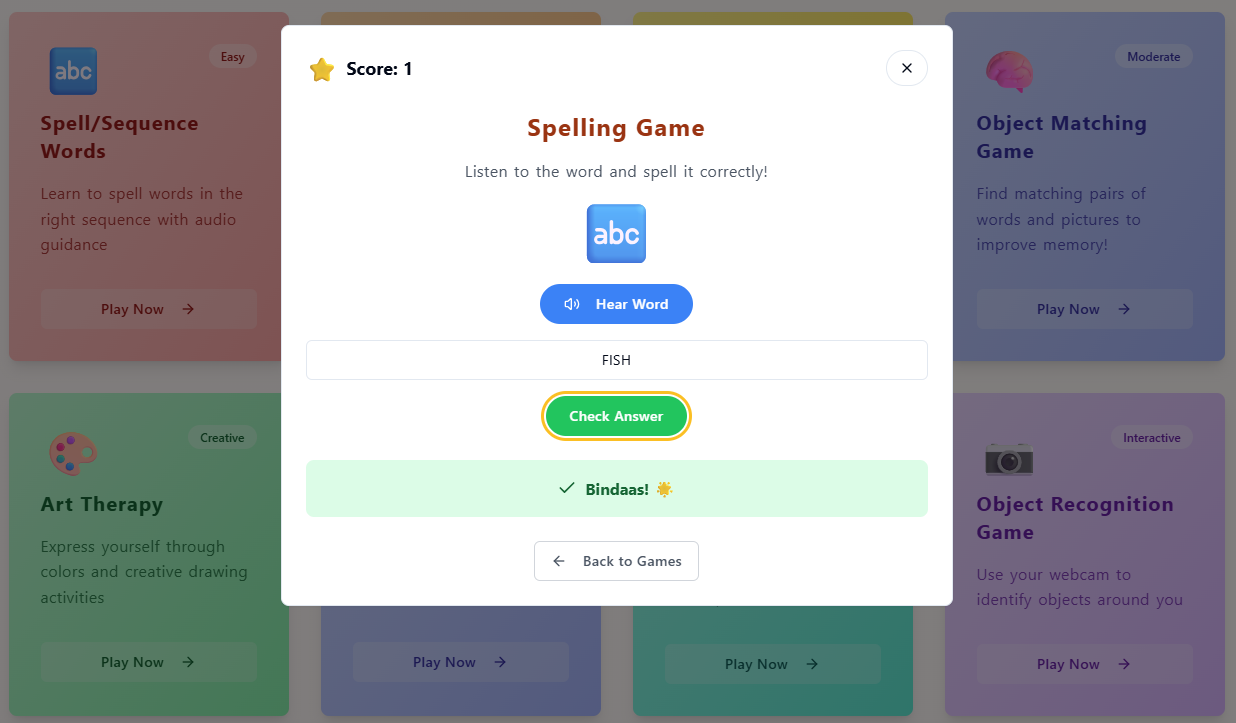 Score: 1
Spelling Game
Listen to the word and spell it correctly!
abc
Hear Word
FISH
Check Answer
Bindaas!
Back to Games
abc
Easy
Spell/Sequence
Words
Learn to spell words in the
right sequence with audio
guidance
Play Now
Moderate
Object Matching
Game
Find matching pairs of
words and pictures to
improve memory!
Play Now
Creative
Art Therapy
Express yourself through
colors and creative drawing
activities
Play Now
Play Now
Play Now
Interactive
Object Recognition
Game
Use your webcam to
identify objects around you
Play Now